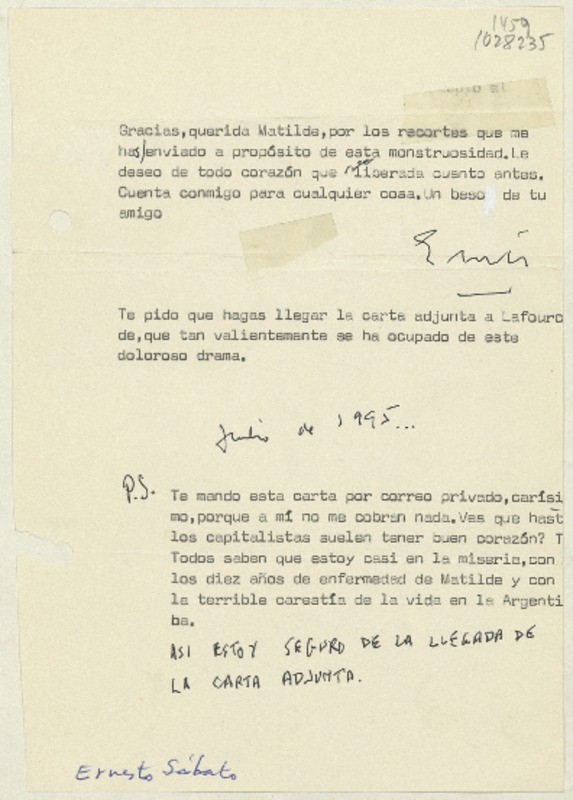 1459
1028235
Gracias,querida Matilde,por los recortes que me
has enviado a propósito de esta monstruosidad.Le
deseo de todo corazón que sea liberada cuanto antes.
Cuenta conmigo para cualquier cosa.Un beso de tu
amigo
Te pido que hagas llegar la carta adjunta a Lafourc
de,que tan valientemente se ha ocupado de este
doloroso drama.
de 1995...
P.S.
Te mando esta carta por correo privado,carísi
mo,porque a mí no me cobran nada.Ves que hast
los capitalistas suelen tener buen corazón? T
Todos saben que estoy casi en la miseria,con
los diez años de enfermedad de Matilde y con
la terrible carestía de la vida en la Argenti
ba.
ASI ESTOY SEGURO DE LA LLEGADA DE
LA CARTA ADJUNTA.
Ernesto Sábato